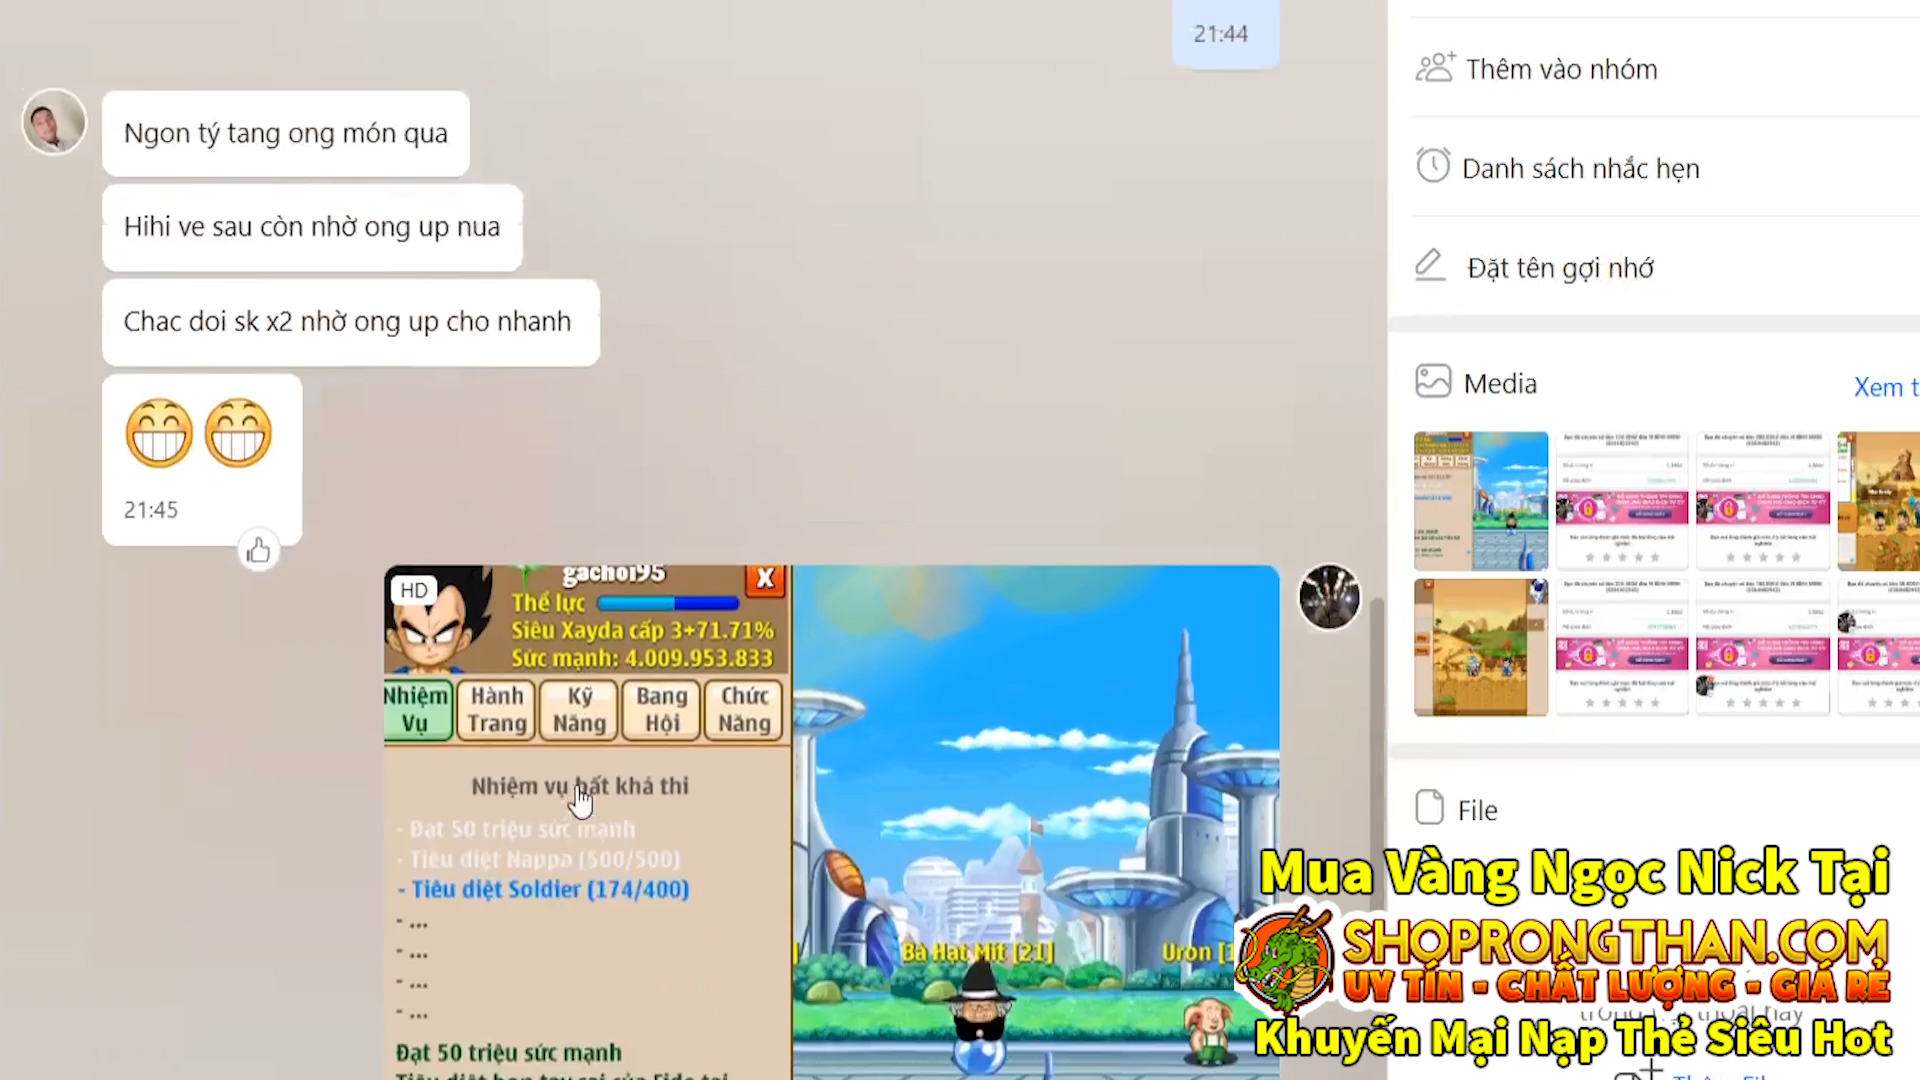 21:44
Ngon tý tang ong món qua
Hihi ve sau còn nhờ ong up nua
Chac doi sk x2 nhờ ong up cho nhanh
21:45
HD
gachoi95
X
Thể lực
Siêu Xayda cấp 3+71.71%
Sức mạnh: 4.009.953.833
Nhiệm Vụ
Hành Trang
Kỹ Năng
Bang Hội
Chức Năng
Nhiệm vụ bất khả thi
- Đạt 50 triệu sức mạnh
- Tiêu diệt Nappa (500/500)
- Tiêu diệt Soldier (174/400)
- ...
- ...
- ...
- ...
Đạt 50 triệu sức mạnh
Bà Hạt Mít [21]
Uron [1
Thêm vào nhóm
Danh sách nhắc hẹn
Đặt tên gợi nhớ
Media
Xem t
File
Mua Vàng Ngọc Nick Tại
SHOPRONGTHAN.COM
UY TÍN - CHẤT LƯỢNG - GIÁ RẺ
Khuyến Mại Nạp Thẻ Siêu Hot